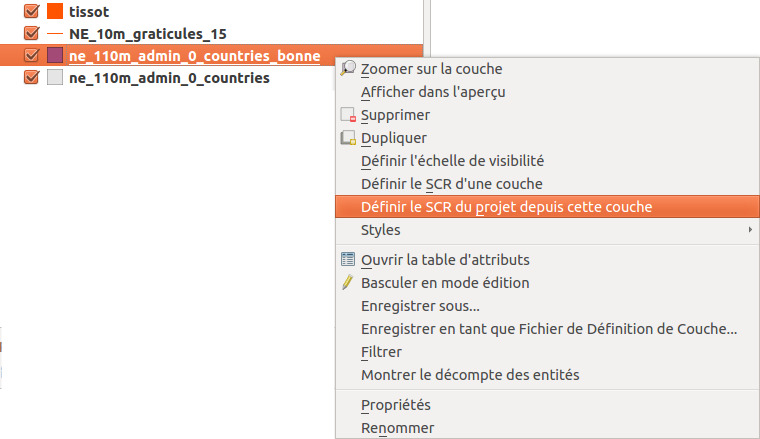 tissot
NE_10m_graticules_15
ne_110m_admin_0_countries_bonne
ne_110m_admin_0_countries
Zoomer sur la couche
Afficher dans l'aperçu
Supprimer
Dupliquer
Définir l'échelle de visibilité
Définir le SCR d'une couche
Définir le SCR du projet depuis cette couche
Styles
Ouvrir la table d'attributs
Basculer en mode édition
Enregistrer sous...
Enregistrer en tant que Fichier de Définition de Couche...
Filtrer
Montrer le décompte des entités
Propriétés
Renommer